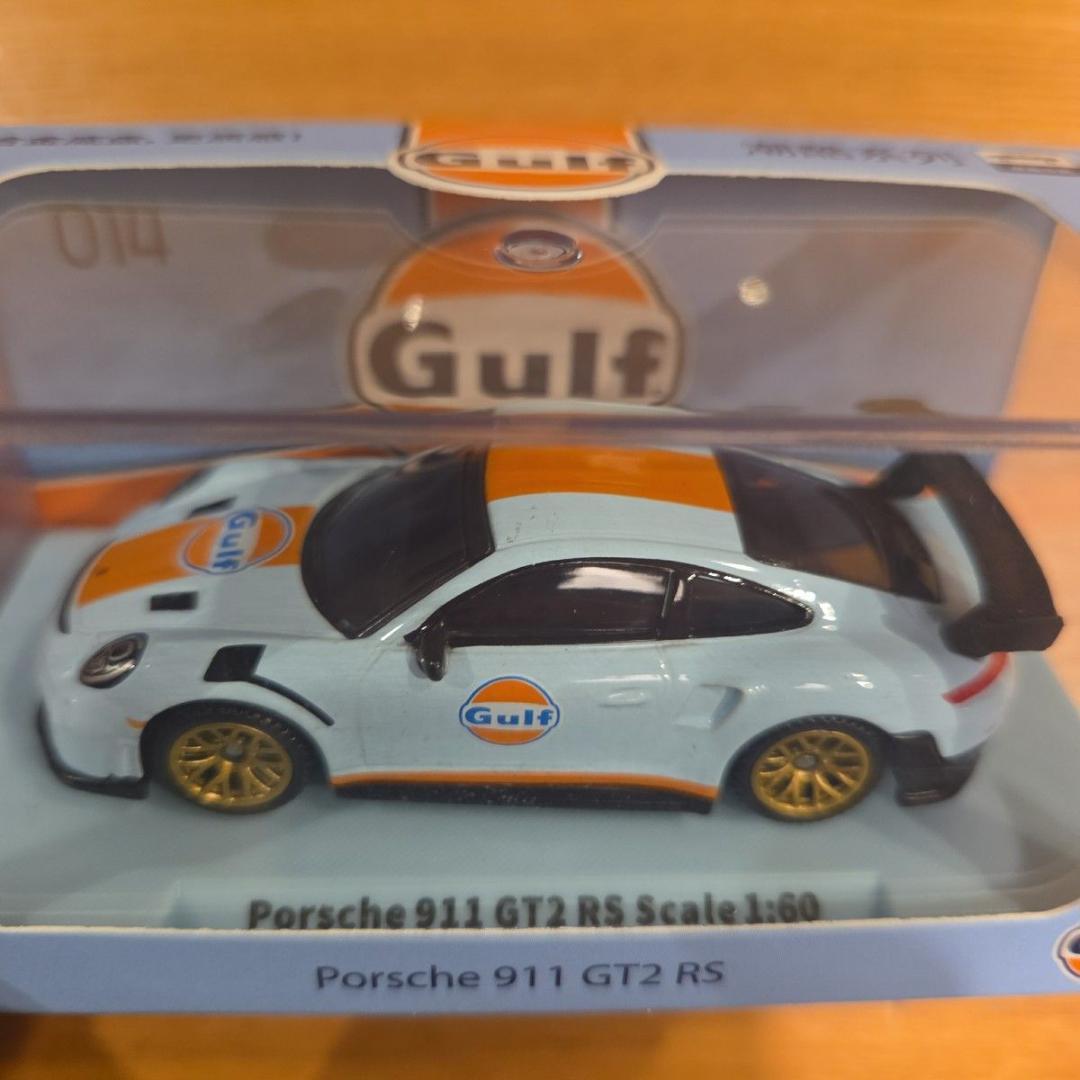 Gulf
014
Gulf
Gulf
Gulf
Porsche 911 GT2 RS Scale 1:60
Porsche 911 GT2 RS